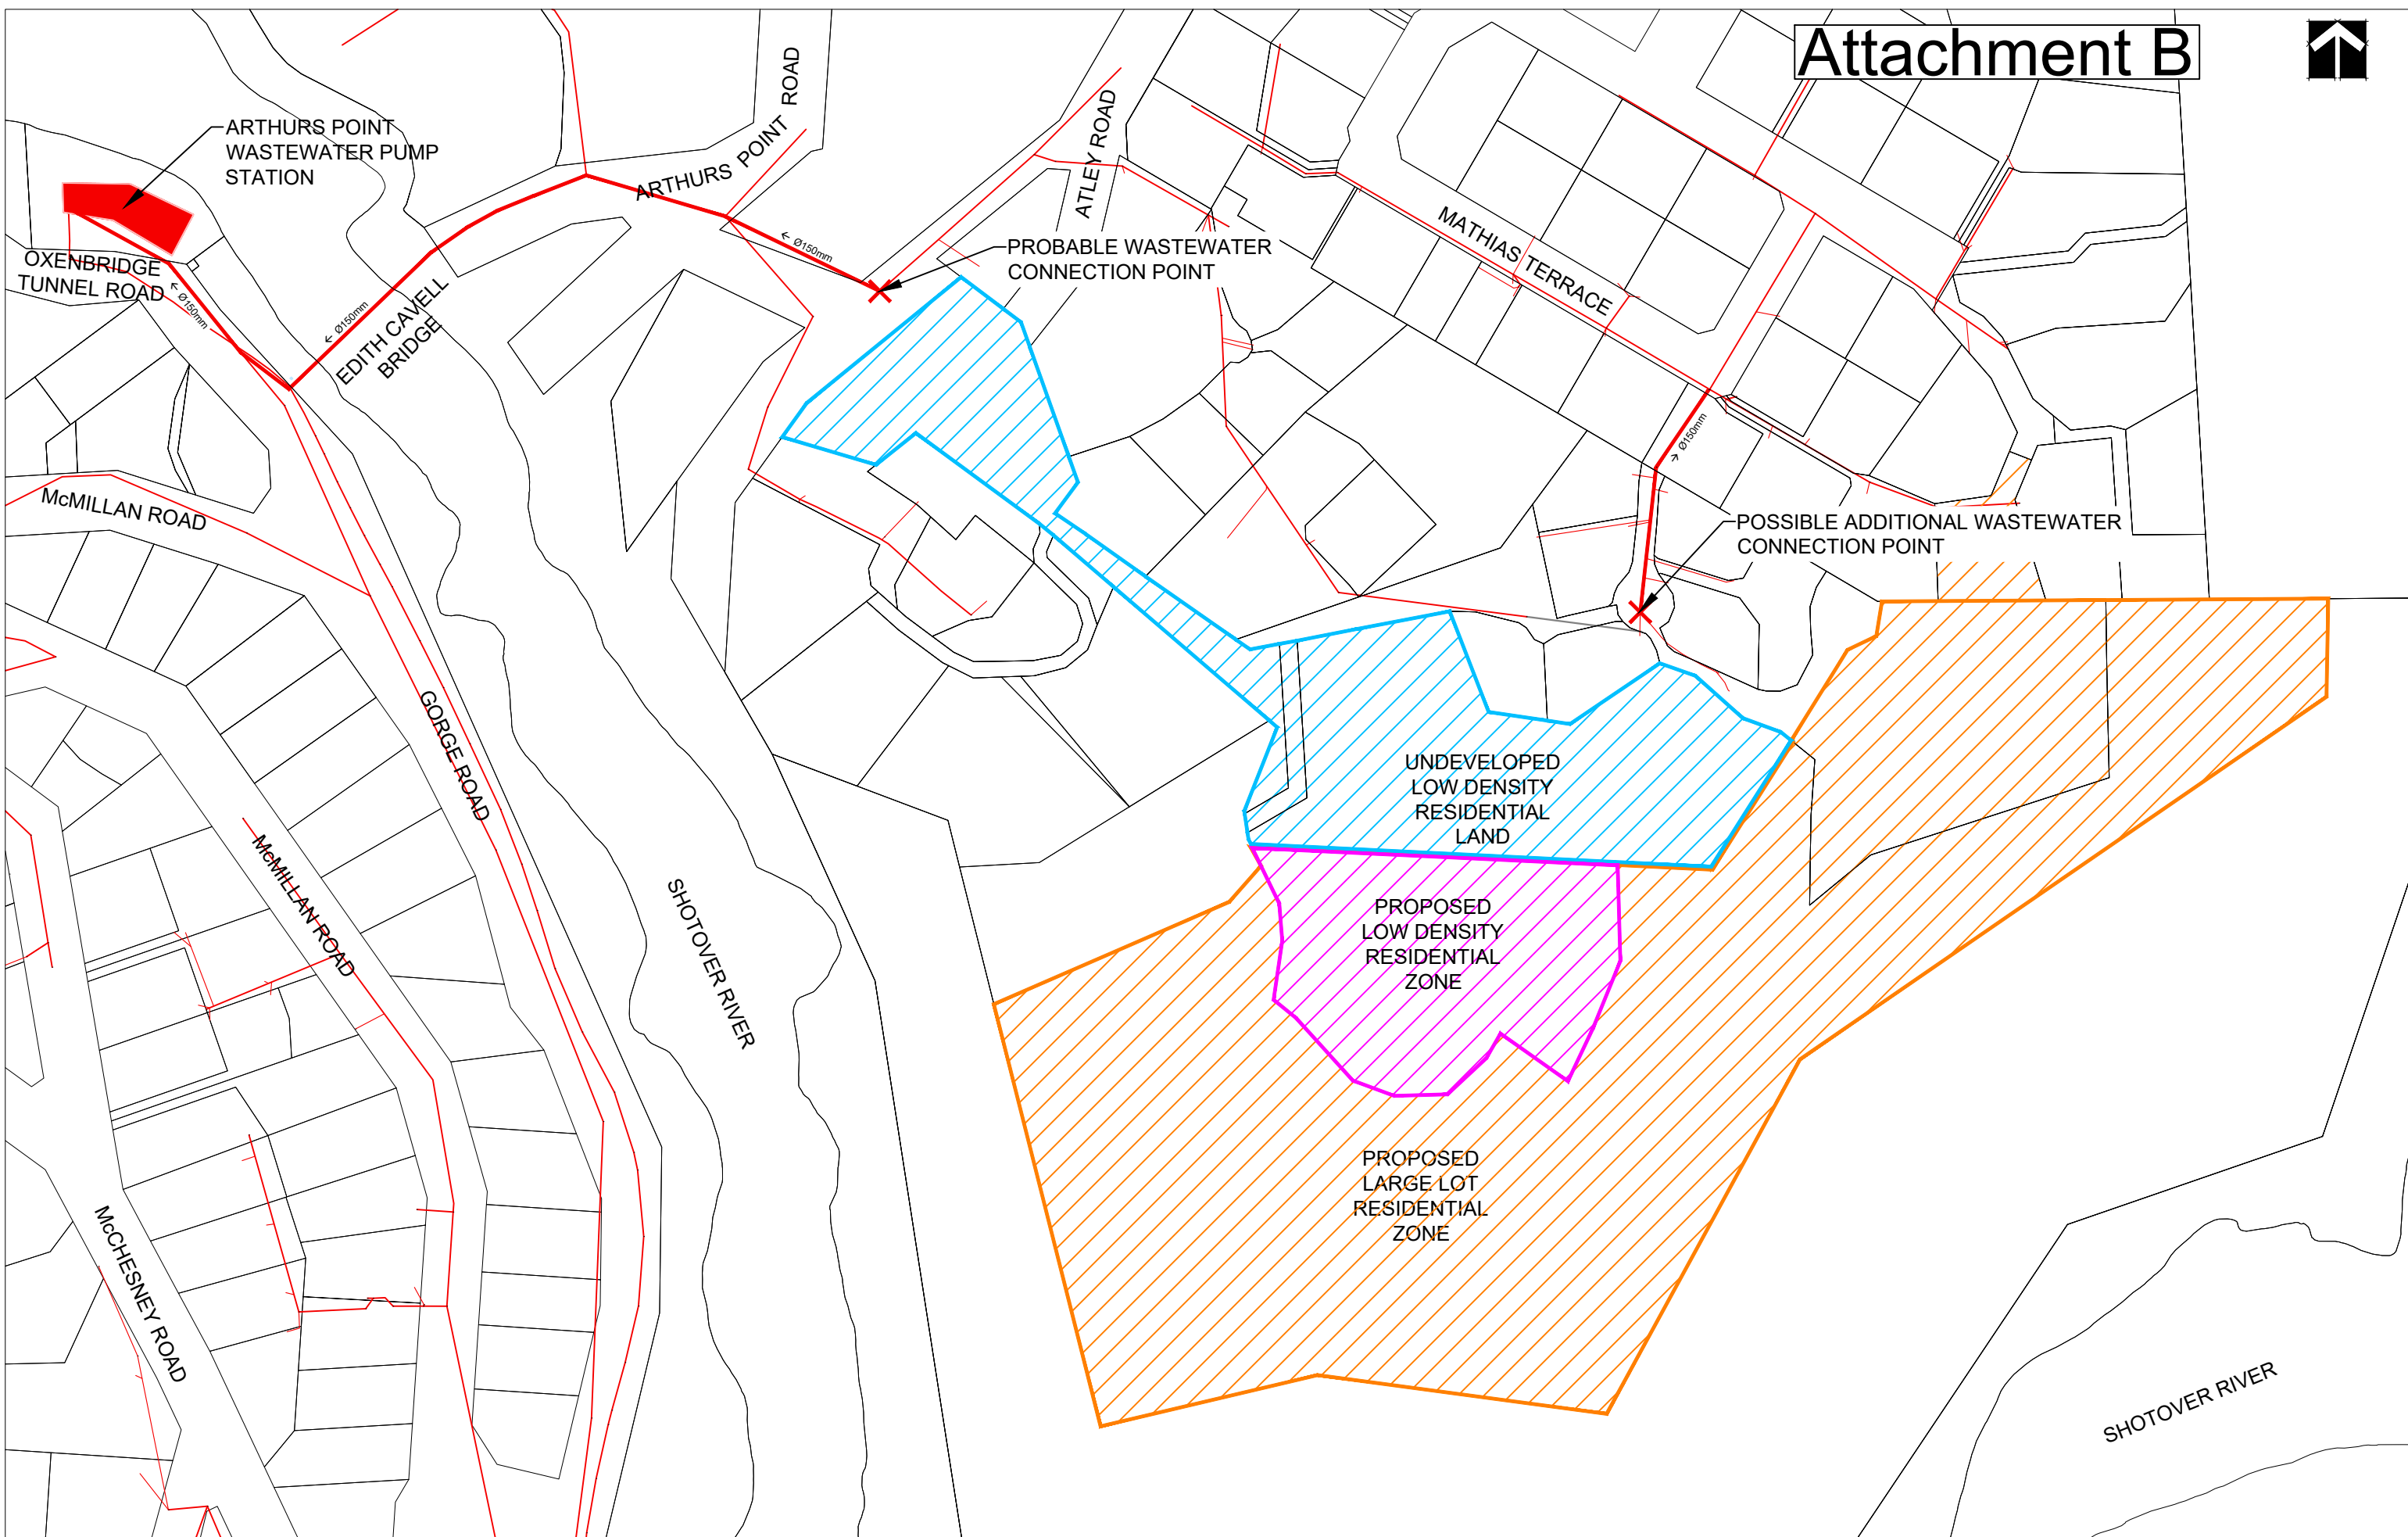 Attachment B
ARTHURS POINT
WASTEWATER PUMP
STATION
ARTHURS POINT ROAD
ATLEY ROAD
OXENBRIDGE
TUNNEL ROAD
← Ø150mm
← Ø150mm
← Ø150mm
EDITH CAVELL
BRIDGE
PROBABLE WASTEWATER
CONNECTION POINT
MATHIAS TERRACE
→ Ø150mm
POSSIBLE ADDITIONAL WASTEWATER
CONNECTION POINT
McMILLAN ROAD
GORGE ROAD
McMILLAN ROAD
SHOTOVER RIVER
UNDEVELOPED
LOW DENSITY
RESIDENTIAL
LAND
PROPOSED
LOW DENSITY
RESIDENTIAL
ZONE
PROPOSED
LARGE LOT
RESIDENTIAL
ZONE
McCHESNEY ROAD
SHOTOVER RIVER